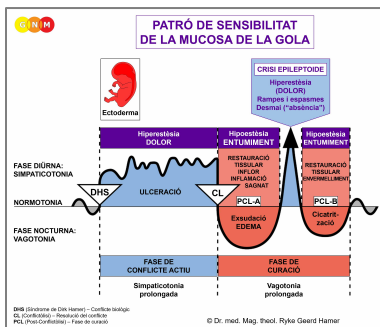 GNM
PATRÓ DE SENSIBILITAT
DE LA MUCOSA DE LA GOLA
CRISI EPILEPTOIDE
Hiperestèsia
(DOLOR)
Rampes i espasmes
Desmai ("absència")
Ectoderma
Hiperestèsia
DOLOR
Hipoestèsia
ENTUMIMENT
Hipoestèsia
ENTUMIMENT
FASE DIÜRNA:
SIMPATICOTONIA
RESTAURACIÓ
TISSULAR
INFLOR
INFLAMACIÓ
SAGNAT
RESTAURACIÓ
TISSULAR
ENVERMELLIMENT
DHS
ULCERACIÓ
CL
PCL-A
PCL-B
NORMOTONIA
FASE NOCTURNA:
VAGOTONIA
Exsudació
EDEMA
Cicatrit-
zació
FASE DE
CONFLICTE ACTIU
FASE DE
CURACIÓ
Simpaticotonia
prolongada
Vagotonia
prolongada
DHS (Síndrome de Dirk Hamer) – Conflicte biològic
CL (Conflictòlisi) – Resolució del conflicte
PCL (Post-Conflictòlisi) – Fase de curació
© Dr. med. Mag. theol. Ryke Geerd Hamer